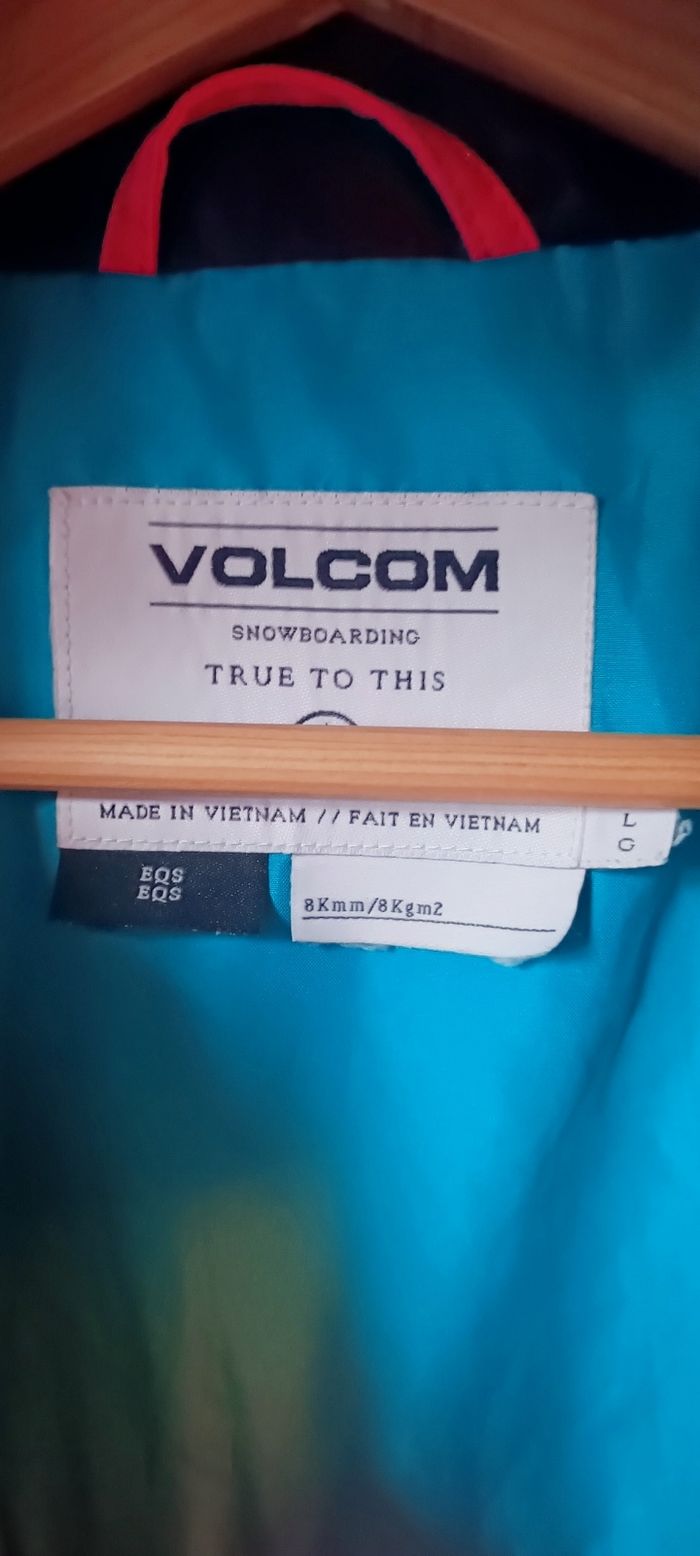 VOLCOM
SNOWBOARDING
TRUE TO THIS
MADE IN VIETNAM // FAIT EN VIETNAM
L
G
EQS
EQS
8Kmm/8Kgm2